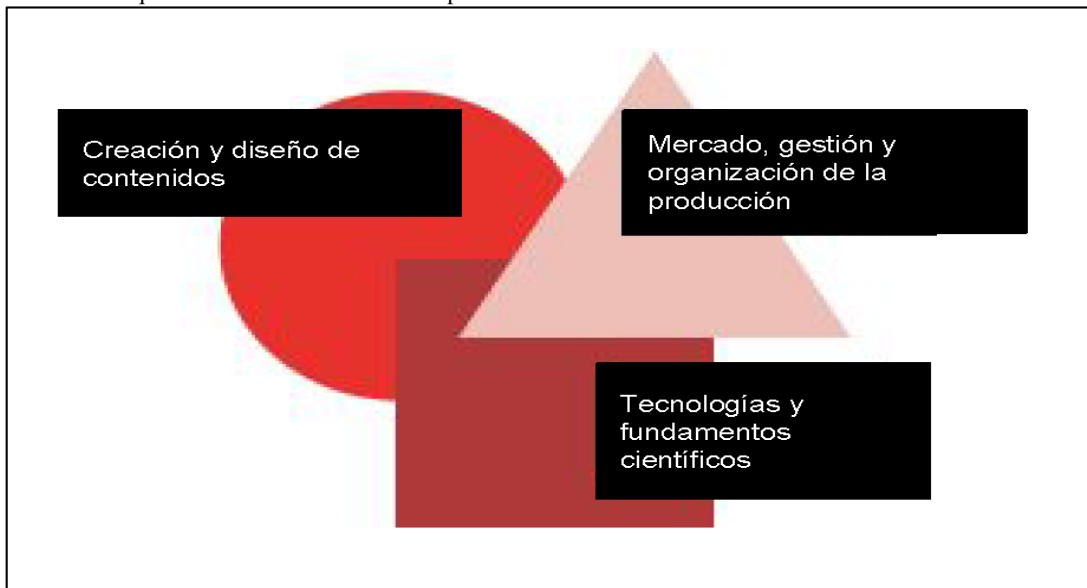 Creación y diseño de
contenidos
Mercado, gestión y
organización de la
producción
Tecnologías y
fundamentos
científicos